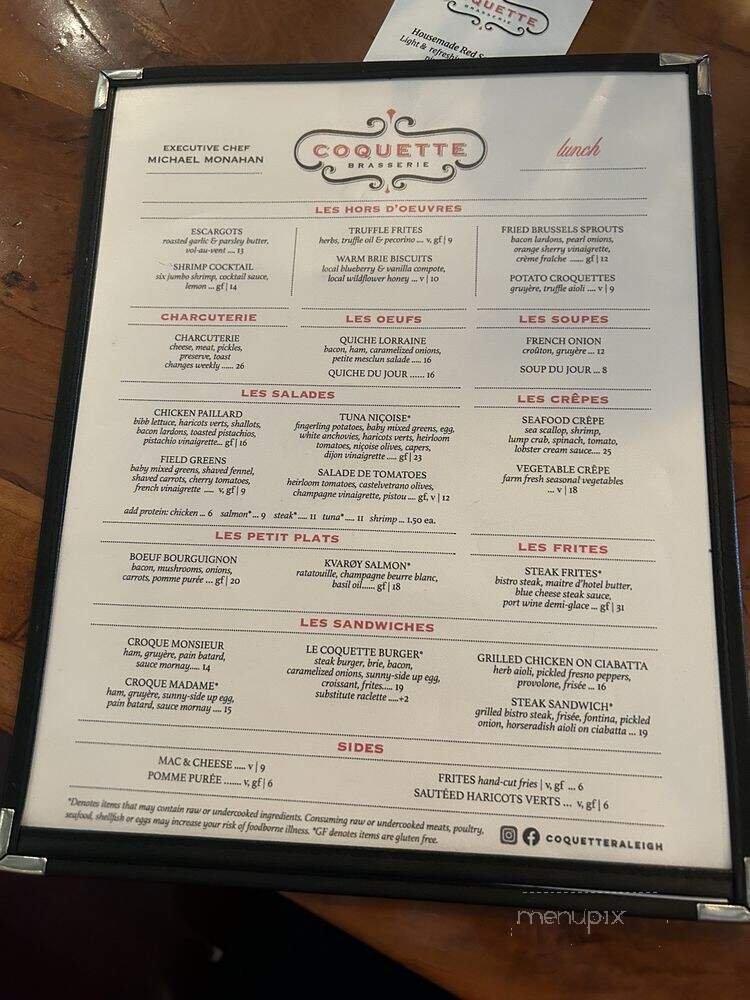 QUETTE
BRASSERIE
Housemade Red S
Light & refreshi
EXECUTIVE CHEF
MICHAEL MONAHAN
COQUETTE
BRASSERIE
lunch
LES HORS D'OEUVRES
ESCARGOTS
roasted garlic & parsley butter,
vol-au-vent .... 13
SHRIMP COCKTAIL
six jumbo shrimp, cocktail sauce,
lemon ... gf | 14
TRUFFLE FRITES
herbs, truffle oil & pecorino ... v, gf | 9
WARM BRIE BISCUITS
local blueberry & vanilla compote,
local wildflower honey ... v | 10
FRIED BRUSSELS SPROUTS
bacon lardons, pearl onions,
orange sherry vinaigrette,
crème fraîche ...... gf | 12
POTATO CROQUETTES
gruyère, truffle aioli .... v | 9
CHARCUTERIE
CHARCUTERIE
cheese, meat, pickles,
preserve, toast
changes weekly ...... 26
LES OEUFS
QUICHE LORRAINE
bacon, ham, caramelized onions,
petite mesclun salade .... 16
QUICHE DU JOUR ...... 16
LES SOUPES
FRENCH ONION
croûton, gruyère ... 12
SOUP DU JOUR ... 8
LES SALADES
CHICKEN PAILLARD
bibb lettuce, haricots verts, shallots,
bacon lardons, toasted pistachios,
pistachio vinaigrette... gf | 16
FIELD GREENS
baby mixed greens, shaved fennel,
shaved carrots, cherry tomatoes,
french vinaigrette ..... v, gf | 9
TUNA NIÇOISE*
fingerling potatoes, baby mixed greens, egg,
white anchovies, haricots verts, heirloom
tomatoes, niçoise olives, capers,
dijon vinaigrette .... gf | 23
SALADE DE TOMATOES
heirloom tomatoes, castelvetrano olives,
champagne vinaigrette, pistou .... gf, v | 12
add protein: chicken ... 6 salmon* ... 9 steak* .... 11 tuna* .... 11 shrimp ... 1.50 ea.
LES CRÊPES
SEAFOOD CRÊPE
sea scallop, shrimp,
lump crab, spinach, tomato,
lobster cream sauce.... 25
VEGETABLE CRÊPE
farm fresh seasonal vegetables
... v | 18
LES PETIT PLATS
BOEUF BOURGUIGNON
bacon, mushrooms, onions,
carrots, pomme purée ... gf | 20
KVARØY SALMON*
ratatouille, champagne beurre blanc,
basil oil...... gf | 18
LES FRITES
STEAK FRITES*
bistro steak, maitre d'hotel butter,
blue cheese steak sauce,
port wine demi-glace ... gf | 31
LES SANDWICHES
CROQUE MONSIEUR
ham, gruyère, pain batard,
sauce mornay..... 14
CROQUE MADAME*
ham, gruyère, sunny-side up egg,
pain batard, sauce mornay .... 15
LE COQUETTE BURGER*
steak burger, brie, bacon,
caramelized onions, sunny-side up egg,
croissant, frites..... 19
substitute raclette ....+2
GRILLED CHICKEN ON CIABATTA
herb aioli, pickled fresno peppers,
provolone, frisée ... 16
STEAK SANDWICH*
grilled bistro steak, frisée, fontina, pickled
onion, horseradish aioli on ciabatta ... 19
SIDES
MAC & CHEESE ..... v | 9
POMME PURÉE ....... v, gf | 6
FRITES hand-cut fries | v, gf ... 6
SAUTÉED HARICOTS VERTS ... v, gf | 6
*Denotes items that may contain raw or undercooked ingredients. Consuming raw or undercooked meats, poultry,
seafood, shellfish or eggs may increase your risk of foodborne illness. *GF denotes items are gluten free.
COQUETTERALEIGH
menupix